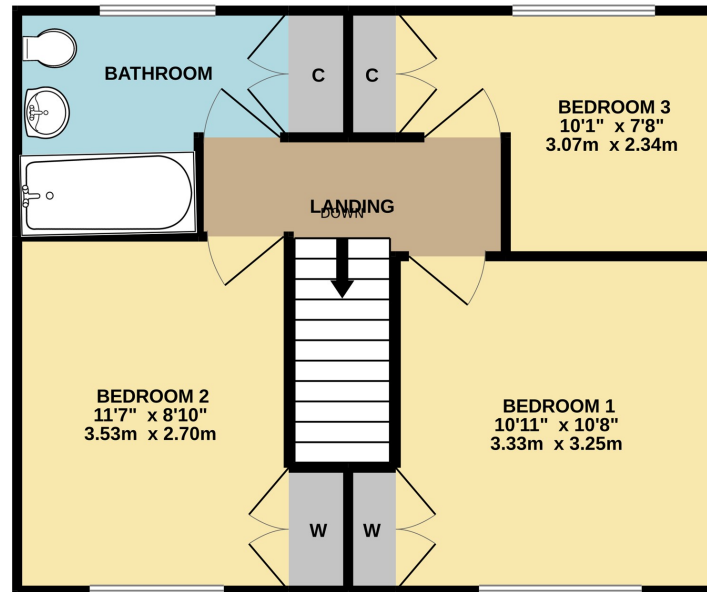 BATHROOM
C
C
BEDROOM 3
10'1" x 7'8"
3.07m x 2.34m
LANDING
DOWN
BEDROOM 2
11'7" x 8'10"
3.53m x 2.70m
BEDROOM 1
10'11" x 10'8"
3.33m x 3.25m
W
W